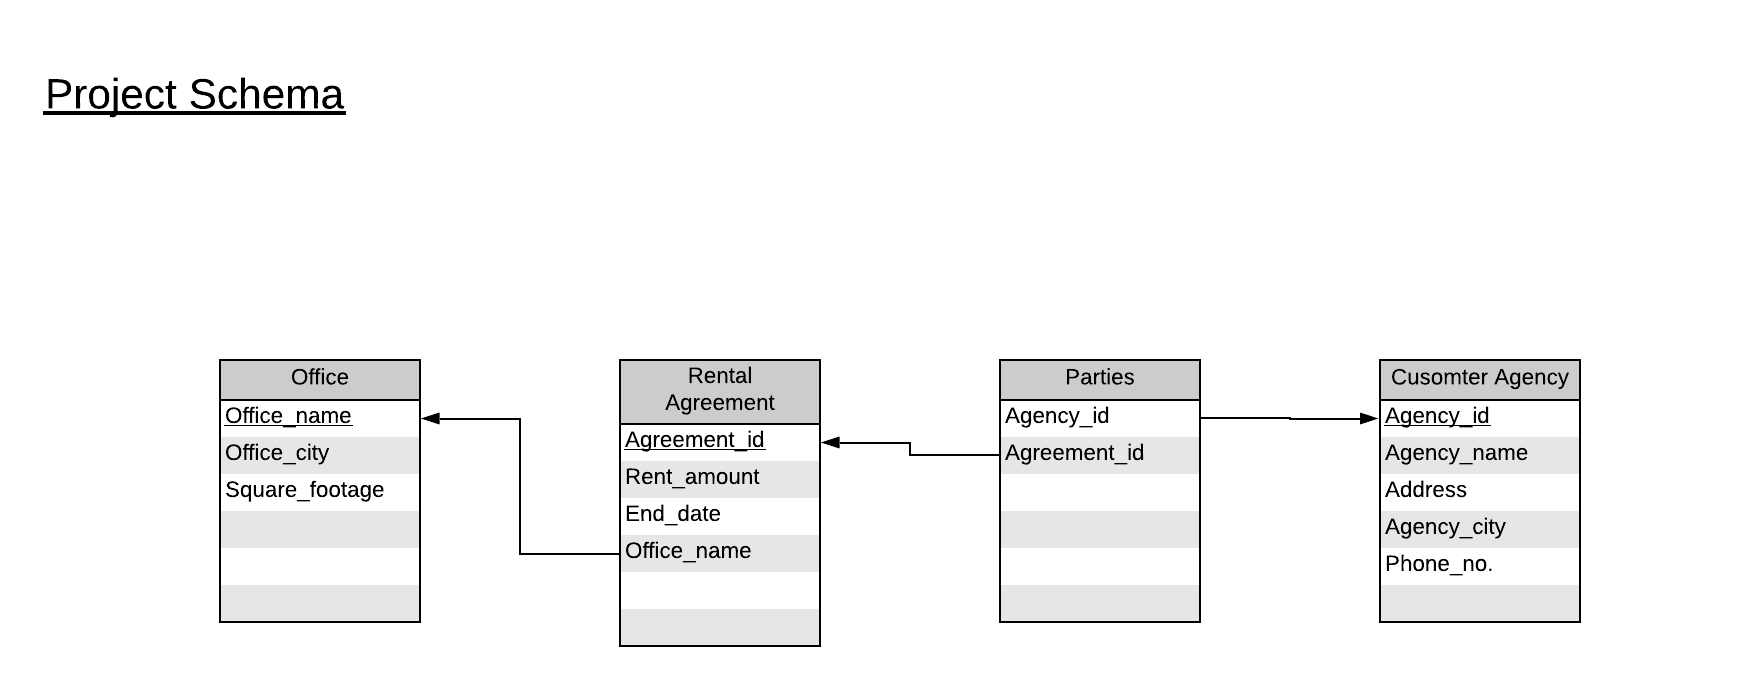 Project Schema
Office
Office_name
Office_city
Square_footage
Rental
Agreement
Agreement_id
Rent_amount
End_date
Office_name
Parties
Agency_id
Agreement_id
Cusomter Agency
Agency_id
Agency_name
Address
Agency_city
Phone_no.